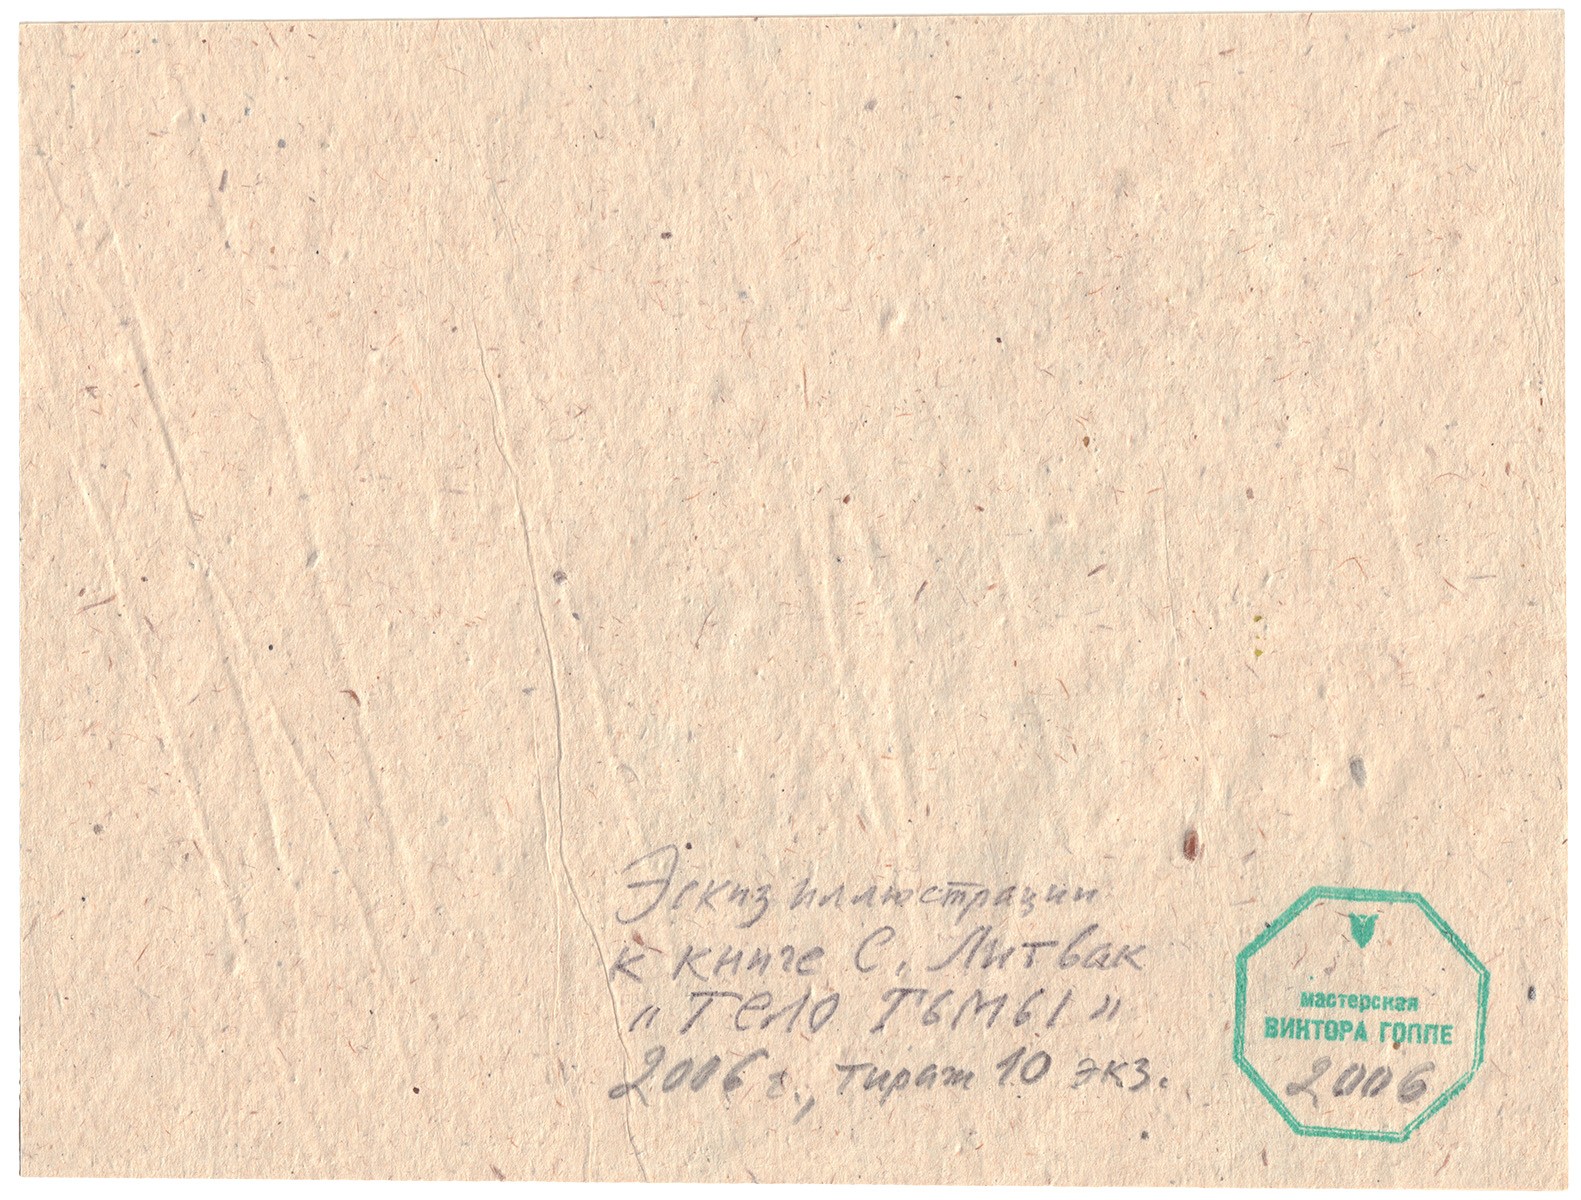 Эскиз иллюстрации
к книге С. Литвак
„ТЕЛО ТЬМЫ"
2006 г., тираж 10 экз.
мастерская
ВИКТОРА ГОППЕ
2006